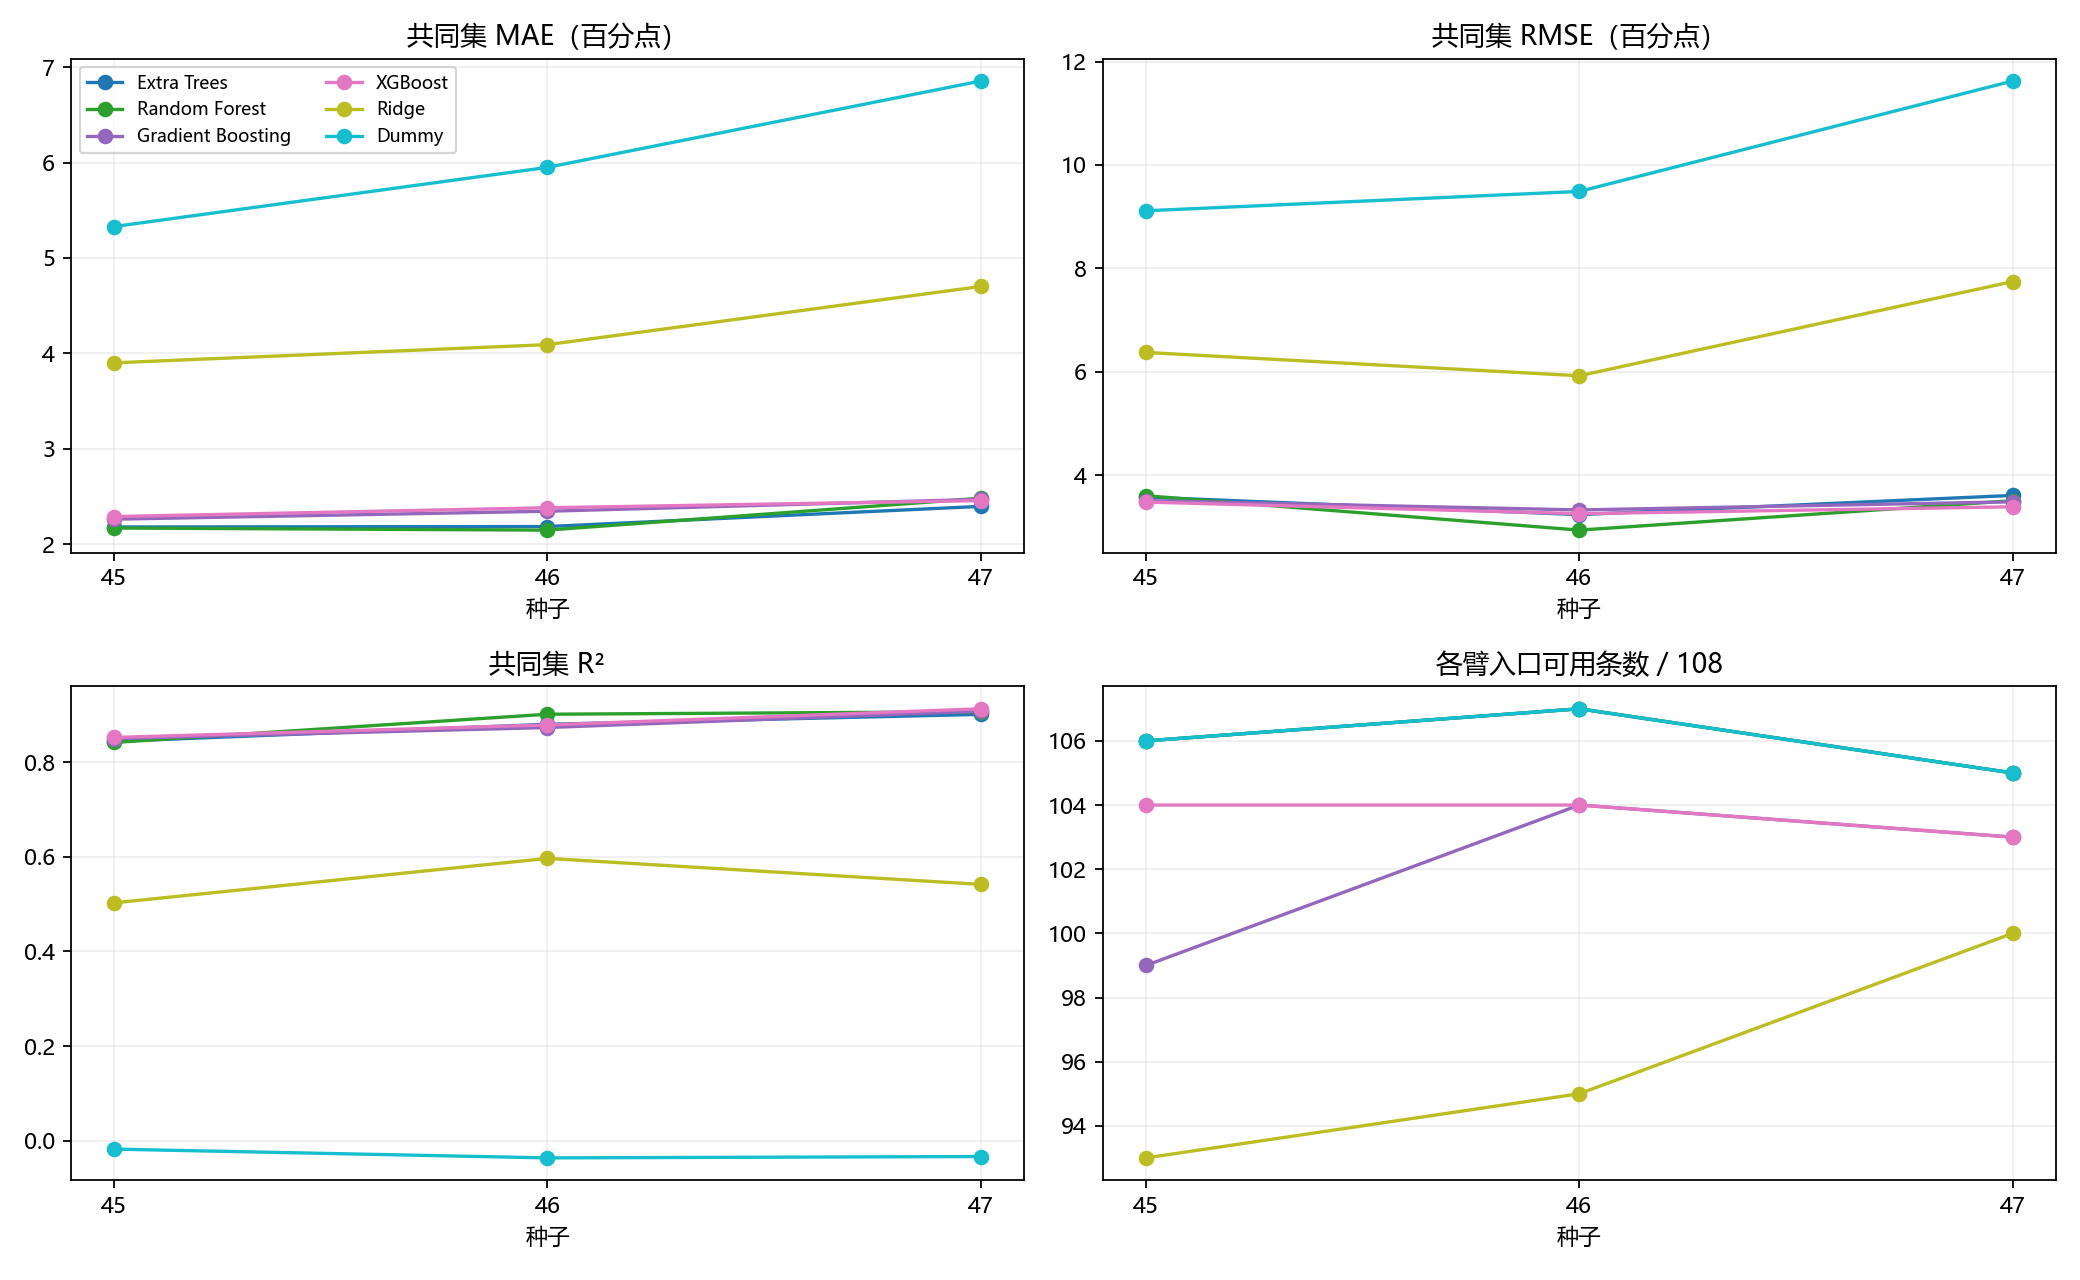 共同集 MAE（百分点）
7
6
5
4
3
2
Extra Trees
Random Forest
Gradient Boosting
XGBoost
Ridge
Dummy
45
46
47
种子
共同集 RMSE（百分点）
12
10
8
6
4
45
46
47
种子
共同集 R²
0.8
0.6
0.4
0.2
0.0
45
46
47
种子
各臂入口可用条数 / 108
106
104
102
100
98
96
94
45
46
47
种子